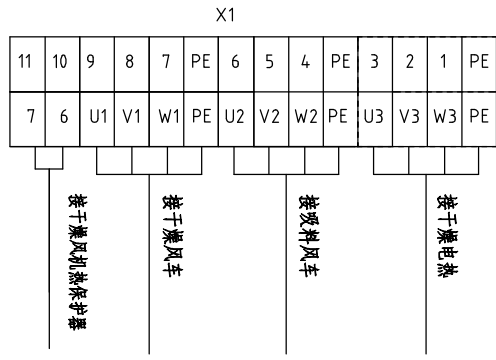 X1
11 10 9 8 7 PE 6 5 4 PE 3 2 1 PE
7 6 U1 V1 W1 PE U2 V2 W2 PE U3 V3 W3 PE
接干燥风机热保护器
接干燥风车
接吸料风车
接干燥电热